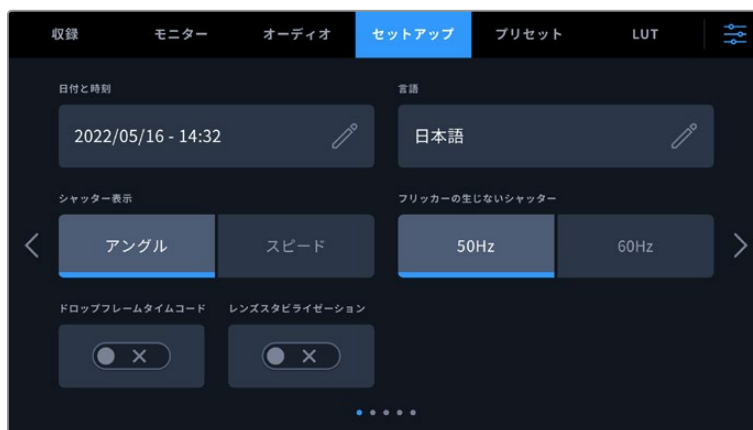 収録 モニター オーディオ セットアップ プリセット LUT
日付と時刻 言語
2022/05/16 - 14:32 日本語
シャッター表示 フリッカーの生じないシャッター
アングル スピード 50Hz 60Hz
ドロップフレームタイムコード レンズスタビライゼーション